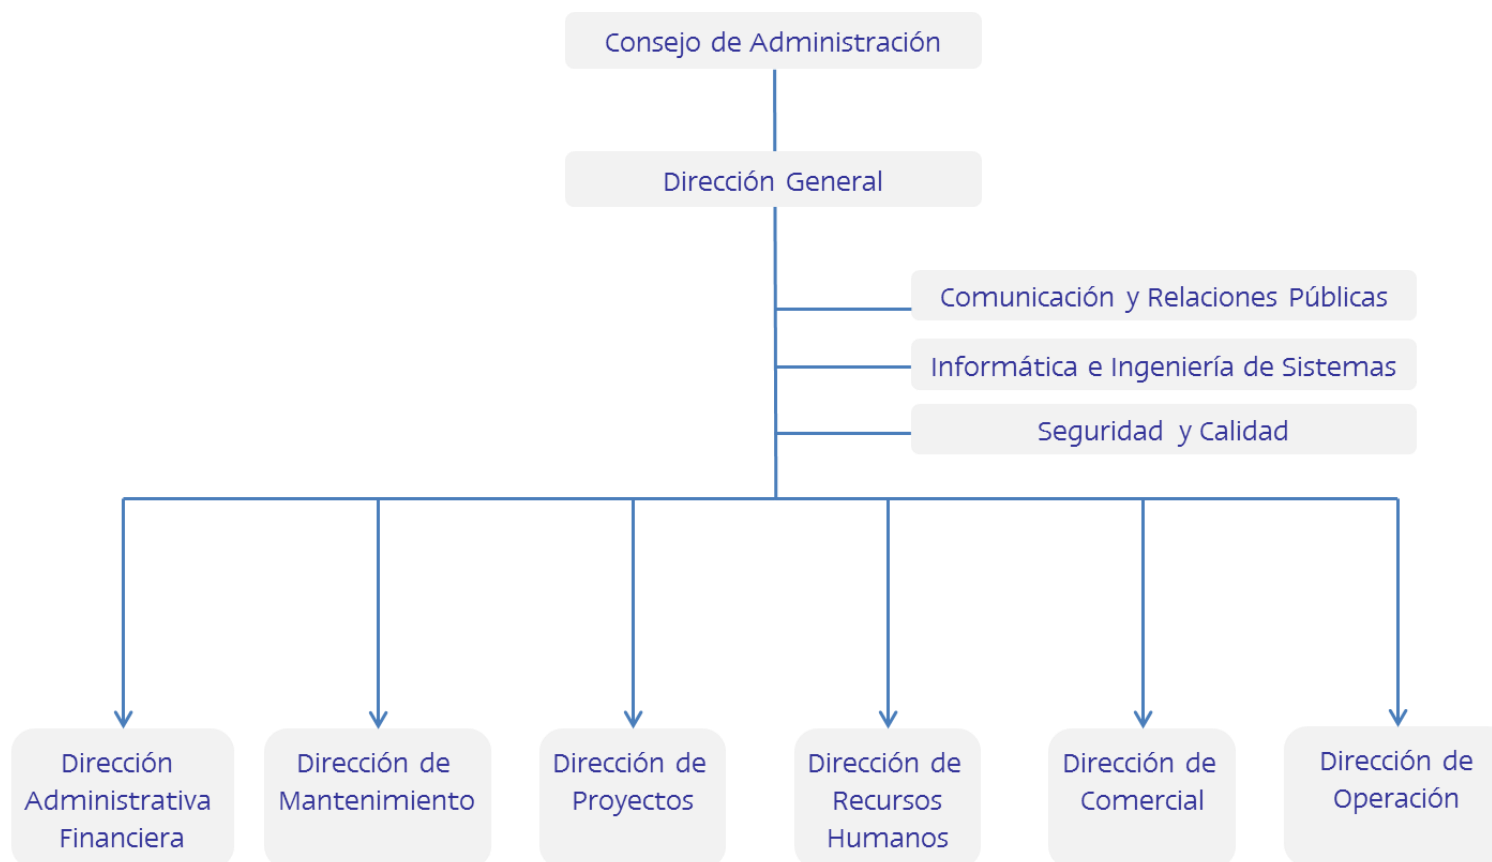 Consejo de Administración
Dirección General
Comunicación y Relaciones Públicas
Informática e Ingeniería de Sistemas
Seguridad y Calidad
Dirección
Administrativa
Financiera
Dirección de
Mantenimiento
Dirección de
Proyectos
Dirección de
Recursos
Humanos
Dirección de
Comercial
Dirección de
Operación